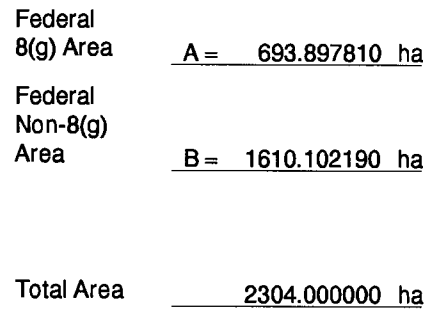 Federal
8(g) Area A = 693.897810 ha
Federal
Non-8(g)
Area B = 1610.102190 ha
Total Area 2304.000000 ha